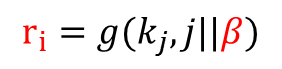 rᵢ = g(kⱼ, j||β)